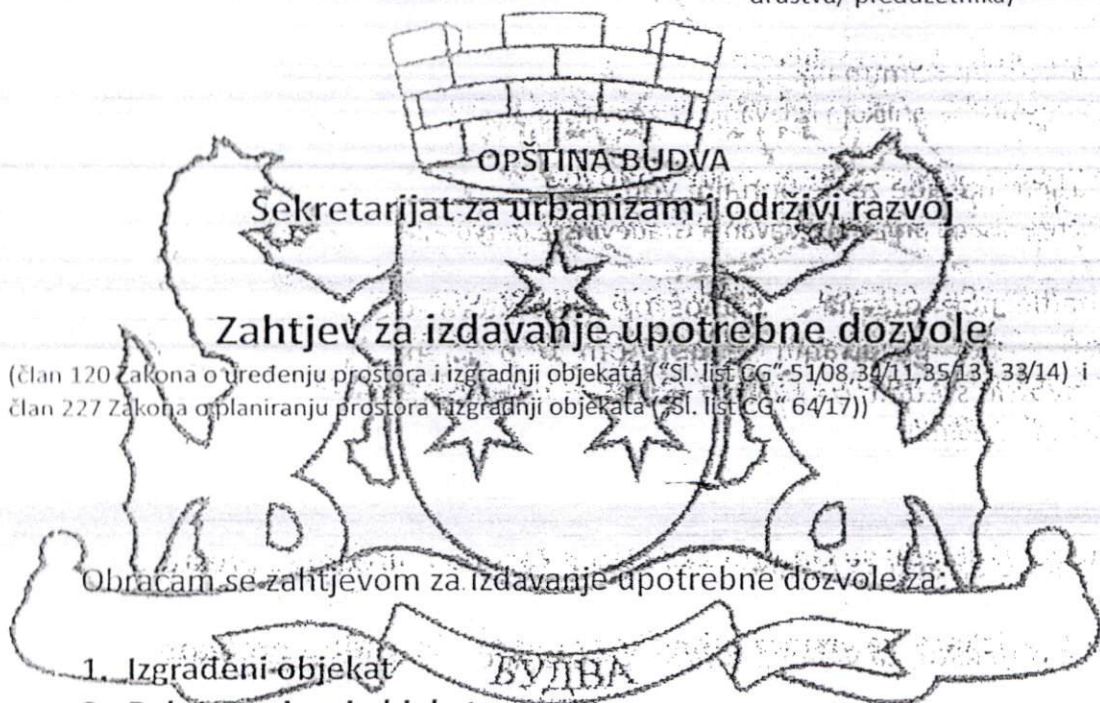 OPŠTINA BUDVA
Sekretarijat za urbanizam i održivi razvoj
Zahtjev za izdavanje upotrebne dozvole
(član 120 Zakona o uređenju prostora i izgradnji objekata ("Sl. list CG" 51/08,34/11,35/13 i 33/14) i
član 227 Zakona o planiranju prostora i izgradnji objekata ("Sl. list CG" 64/17))
Obraćam se zahtjevom za izdavanje upotrebne dozvole za:
1. Izgrađeni objekat
БУДВА